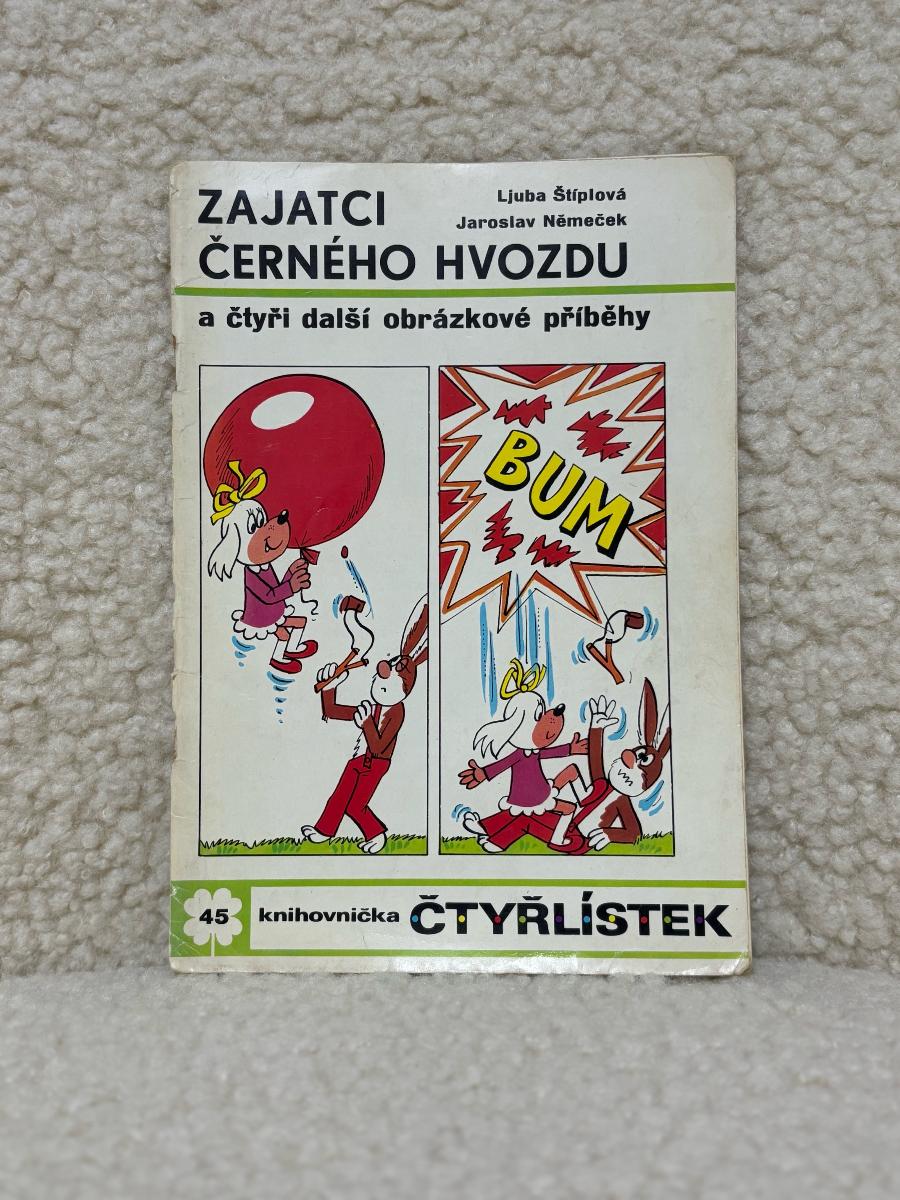 ZAJATCI
ČERNÉHO HVOZDU
Ljuba Štíplová
Jaroslav Němeček
a čtyři další obrázkové příběhy
BUM
45
knihovnička ČTYŘLÍSTEK